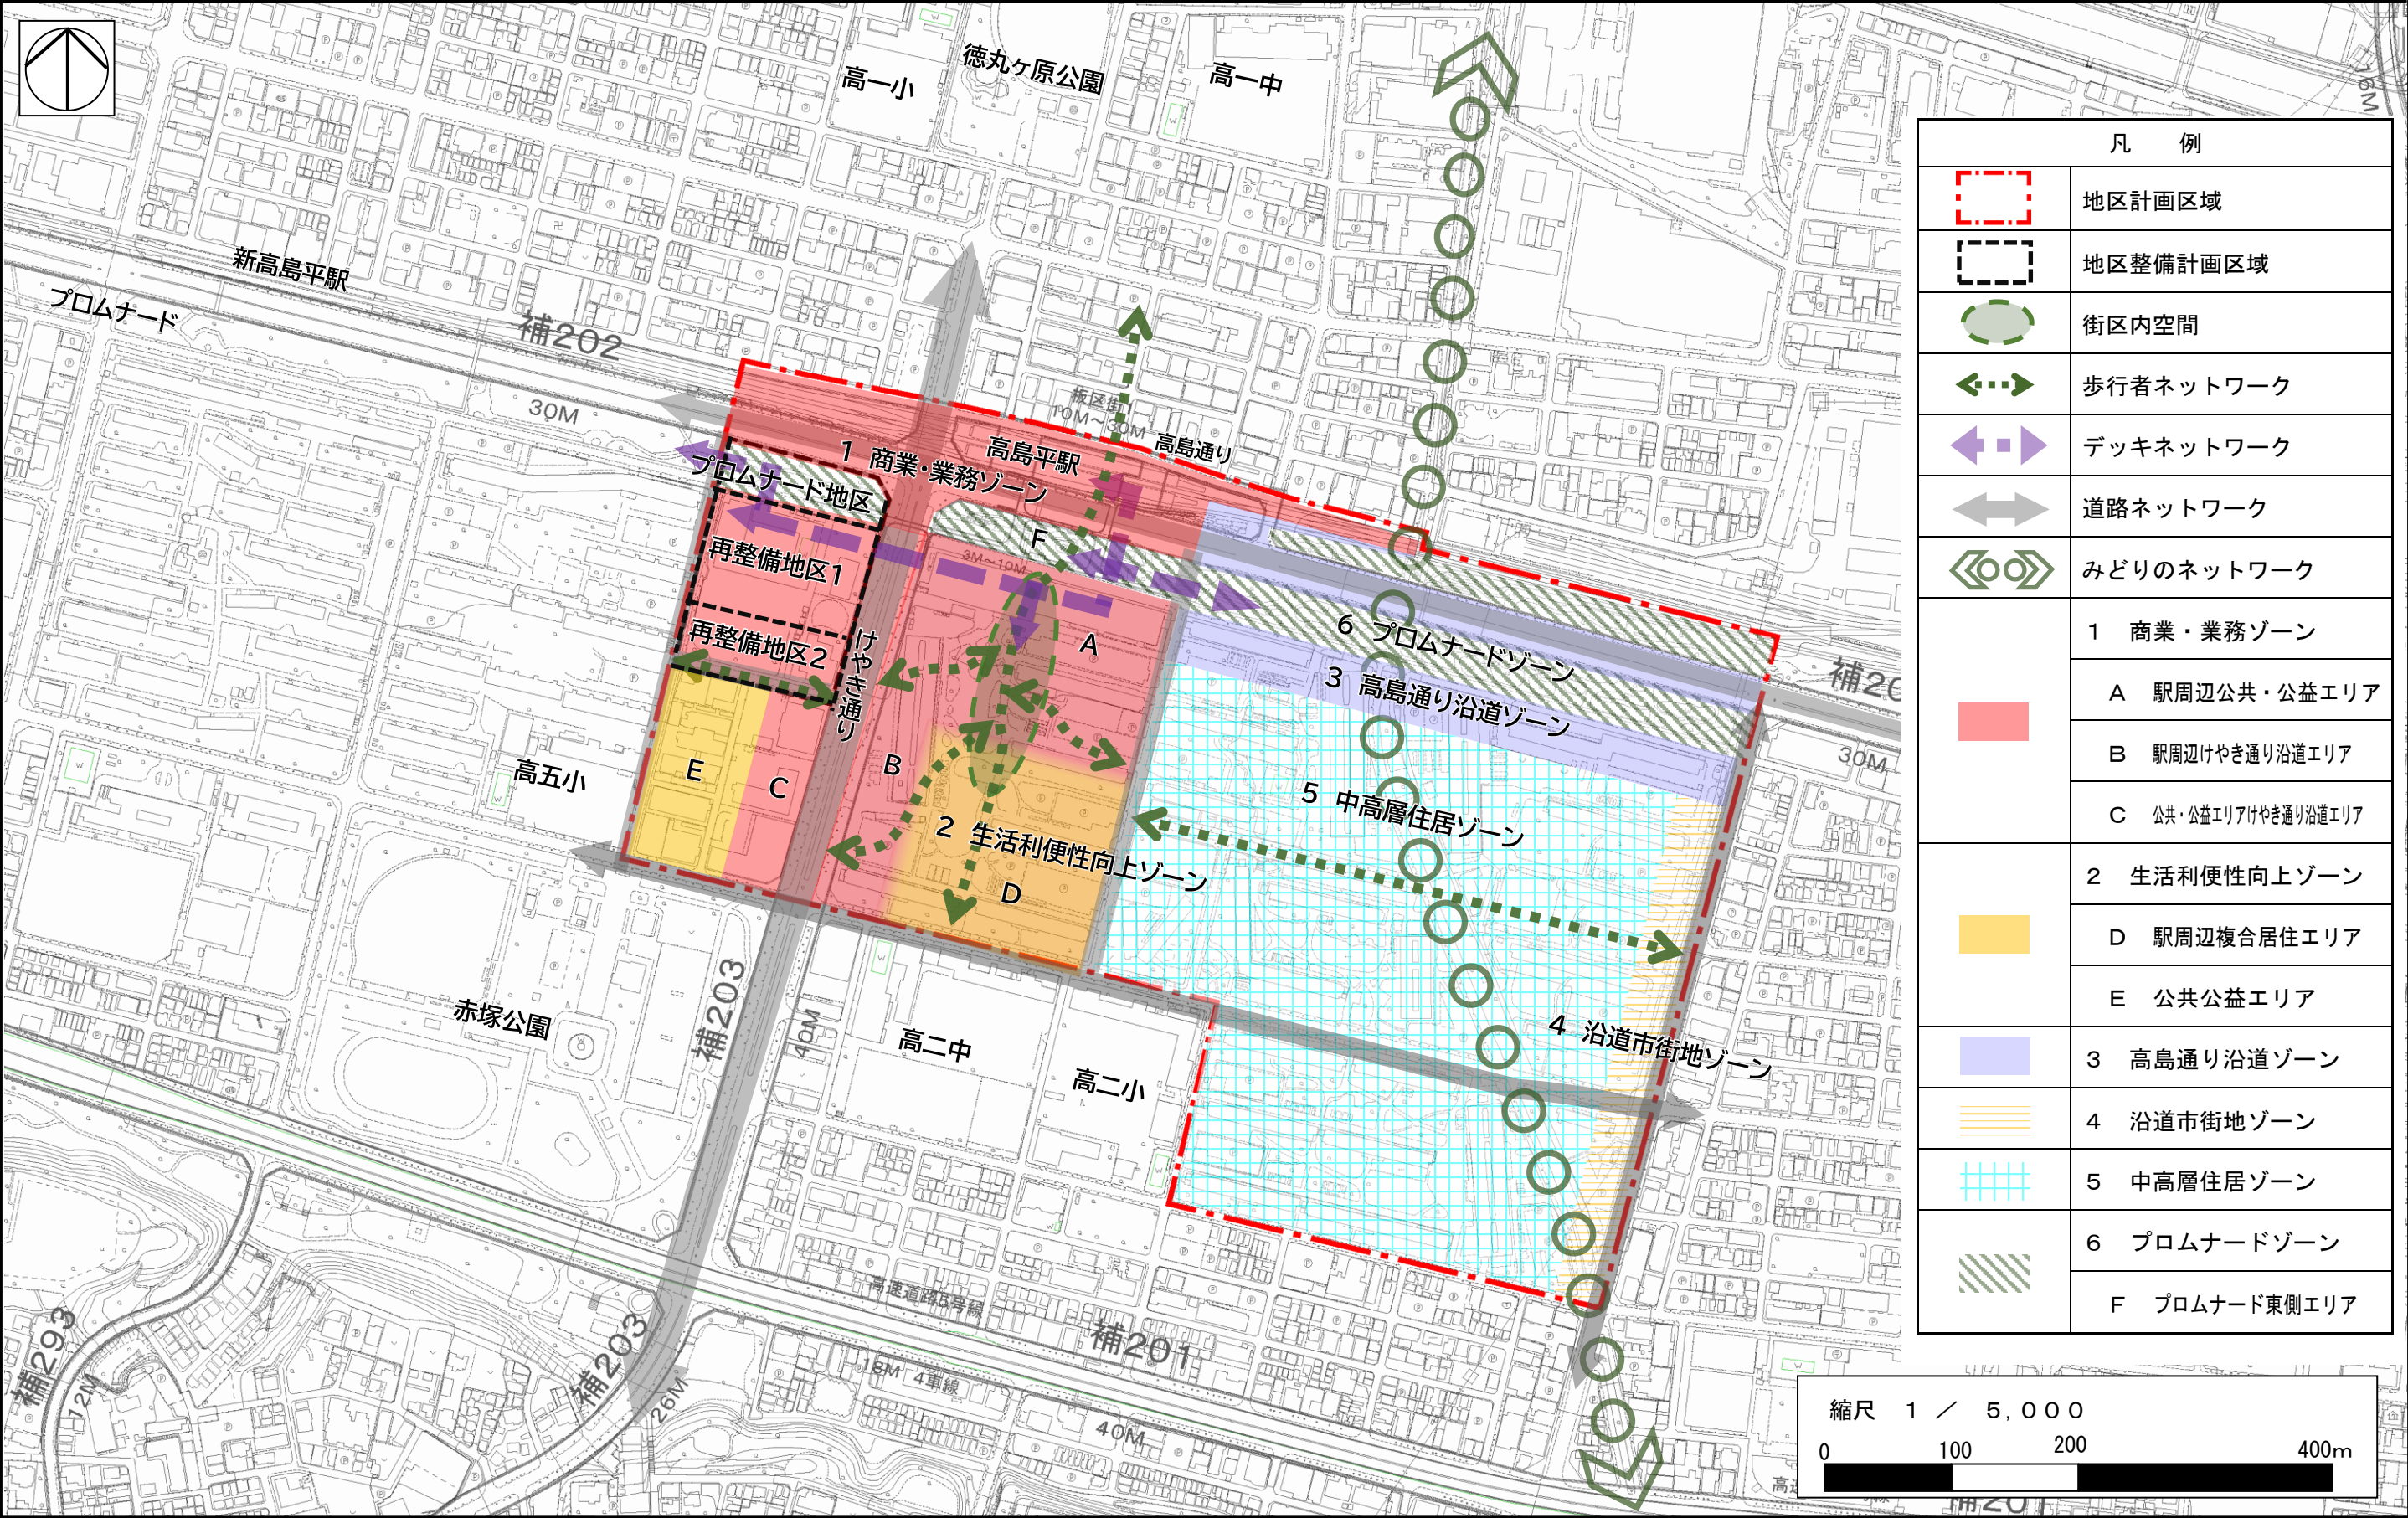 高一小
徳丸ヶ原公園
高一中
16M
新高島平駅
プロムナード
補202
30M
板区街1
10M～30M
高島通り
高島平駅
1 商業・業務ゾーン
プロムナード地区
F
3M～10M
再整備地区1
再整備地区2
けやき通り
A
B
6 プロムナードゾーン
3 高島通り沿道ゾーン
補20
30M
高五小
E
C
5 中高層住居ゾーン
2 生活利便性向上ゾーン
D
補203
40M
赤塚公園
高二中
高二小
4 沿道市街地ゾーン
高速道路5号線
補201
18M 4車線
40M
補293
12M
補203
26M
凡 例
地区計画区域
地区整備計画区域
街区内空間
歩行者ネットワーク
デッキネットワーク
道路ネットワーク
みどりのネットワーク
1 商業・業務ゾーン
A 駅周辺公共・公益エリア
B 駅周辺けやき通り沿道エリア
C 公共・公益エリアけやき通り沿道エリア
2 生活利便性向上ゾーン
D 駅周辺複合居住エリア
E 公共公益エリア
3 高島通り沿道ゾーン
4 沿道市街地ゾーン
5 中高層住居ゾーン
6 プロムナードゾーン
F プロムナード東側エリア
縮尺 1 ／ 5,000
0 100 200 400m